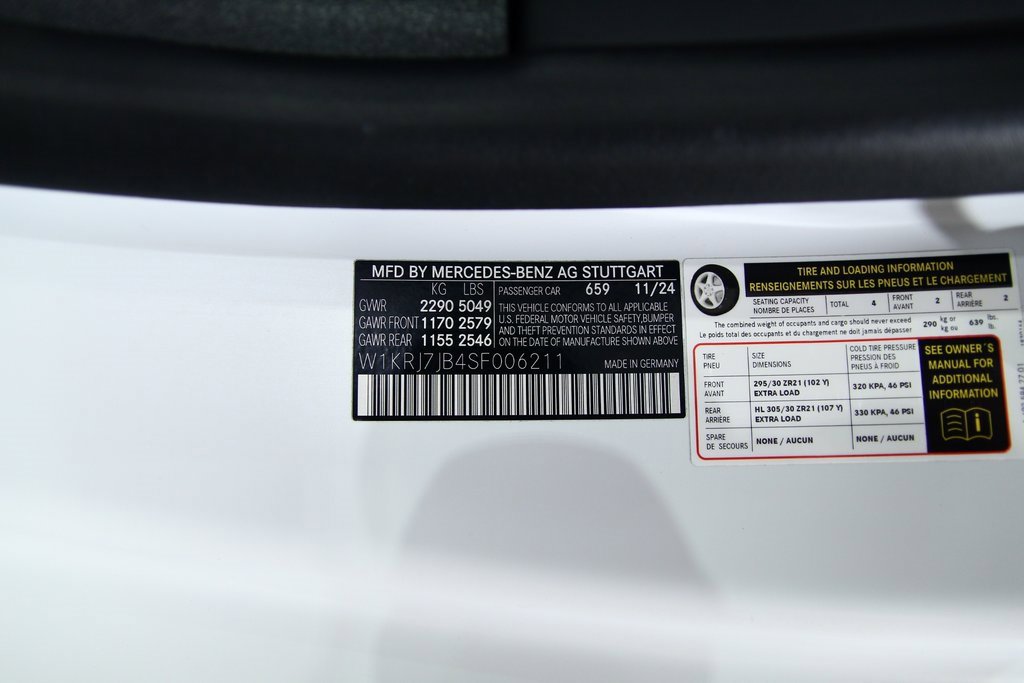 MFD BY MERCEDES-BENZ AG STUTTGART
KG LBS
GVWR 2290 5049
GAWR FRONT 1170 2579
GAWR REAR 1155 2546
PASSENGER CAR 659 11/24
THIS VEHICLE CONFORMS TO ALL APPLICABLE
U.S. FEDERAL MOTOR VEHICLE SAFETY,BUMPER
AND THEFT PREVENTION STANDARDS IN EFFECT
ON THE DATE OF MANUFACTURE SHOWN ABOVE
W1KRJ7JB4SF006211
MADE IN GERMANY
TIRE AND LOADING INFORMATION
RENSEIGNEMENTS SUR LES PNEUS ET LE CHARGEMENT
SEATING CAPACITY
NOMBRE DE PLACES
TOTAL 4
FRONT
AVANT
2
REAR
ARRIÈRE
2
The combined weight of occupants and cargo should never exceed
Le poids total des occupants et du chargement ne doit jamais dépasser
290 kg or
kg ou
639 lbs.
lb.
TIRE
PNEU
SIZE
DIMENSIONS
COLD TIRE PRESSURE
PRESSION DES
PNEUS À FROID
FRONT
AVANT
295/30 ZR21 (102 Y)
EXTRA LOAD
320 KPA, 46 PSI
REAR
ARRIÈRE
HL 305/30 ZR21 (107 Y)
EXTRA LOAD
330 KPA, 46 PSI
SPARE
DE SECOURS
NONE / AUCUN
NONE / AUCUN
SEE OWNER´S
MANUAL FOR
ADDITIONAL
INFORMATION